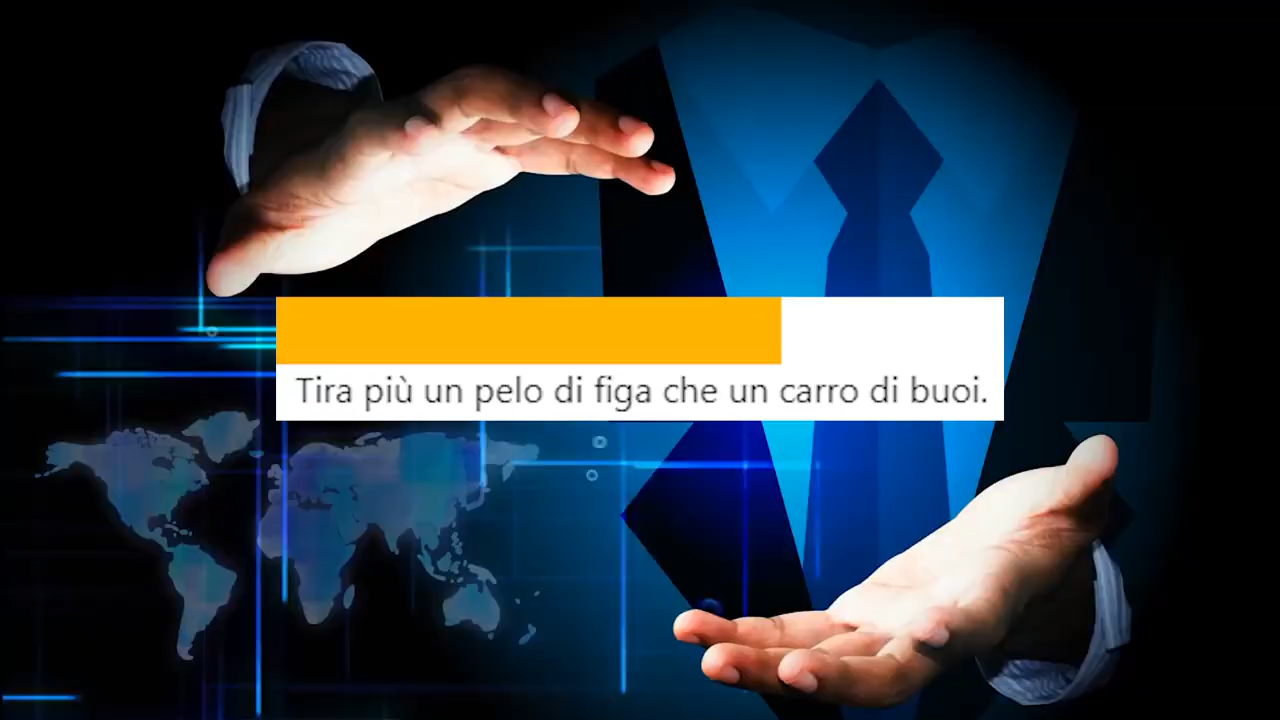 Tira più un pelo di figa che un carro di buoi.